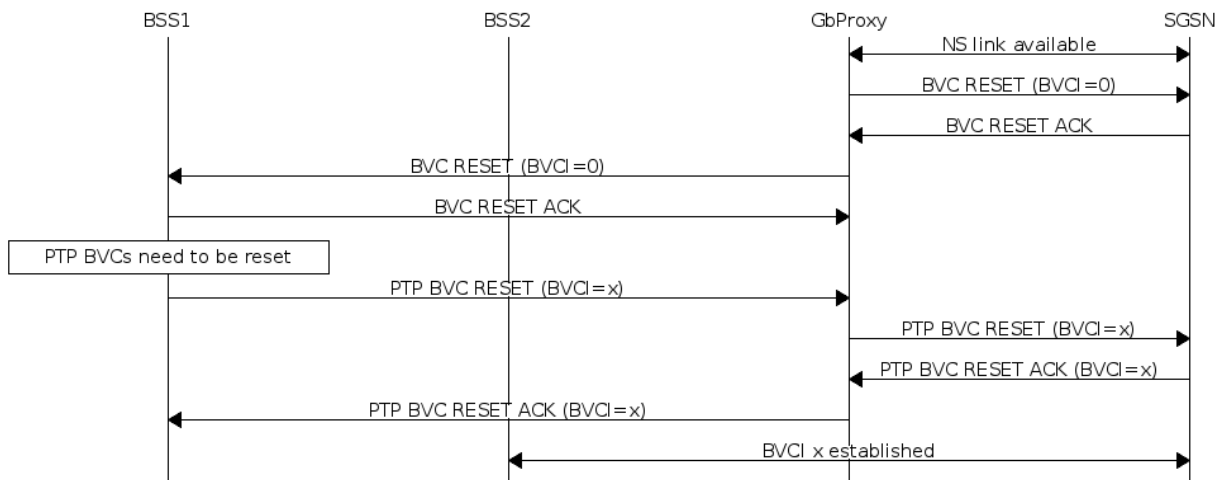 BSS1 BSS2 GbProxy SGSN
NS link available
BVC RESET (BVCI=0)
BVC RESET ACK
BVC RESET (BVCI=0)
BVC RESET ACK
PTP BVCs need to be reset
PTP BVC RESET (BVCI=x)
PTP BVC RESET (BVCI=x)
PTP BVC RESET ACK (BVCI=x)
PTP BVC RESET ACK (BVCI=x)
BVCI x established